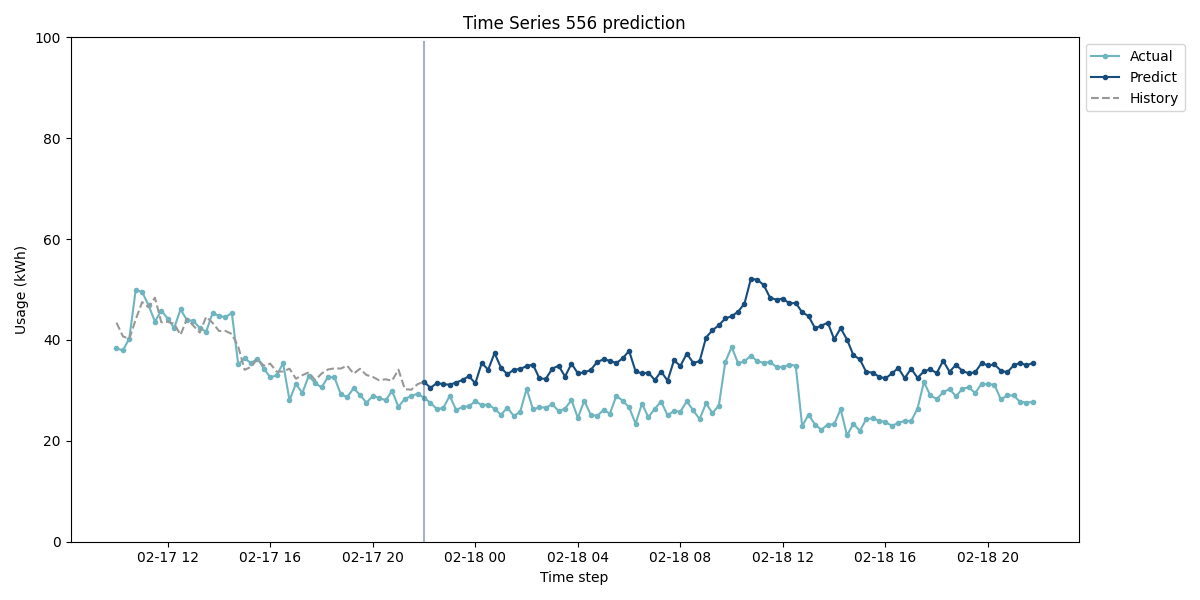 Time Series 556 prediction
100
80
60
40
20
0
Usage (kWh)
02-17 12
02-17 16
02-17 20
02-18 00
02-18 04
02-18 08
02-18 12
02-18 16
02-18 20
Time step
Actual
Predict
History